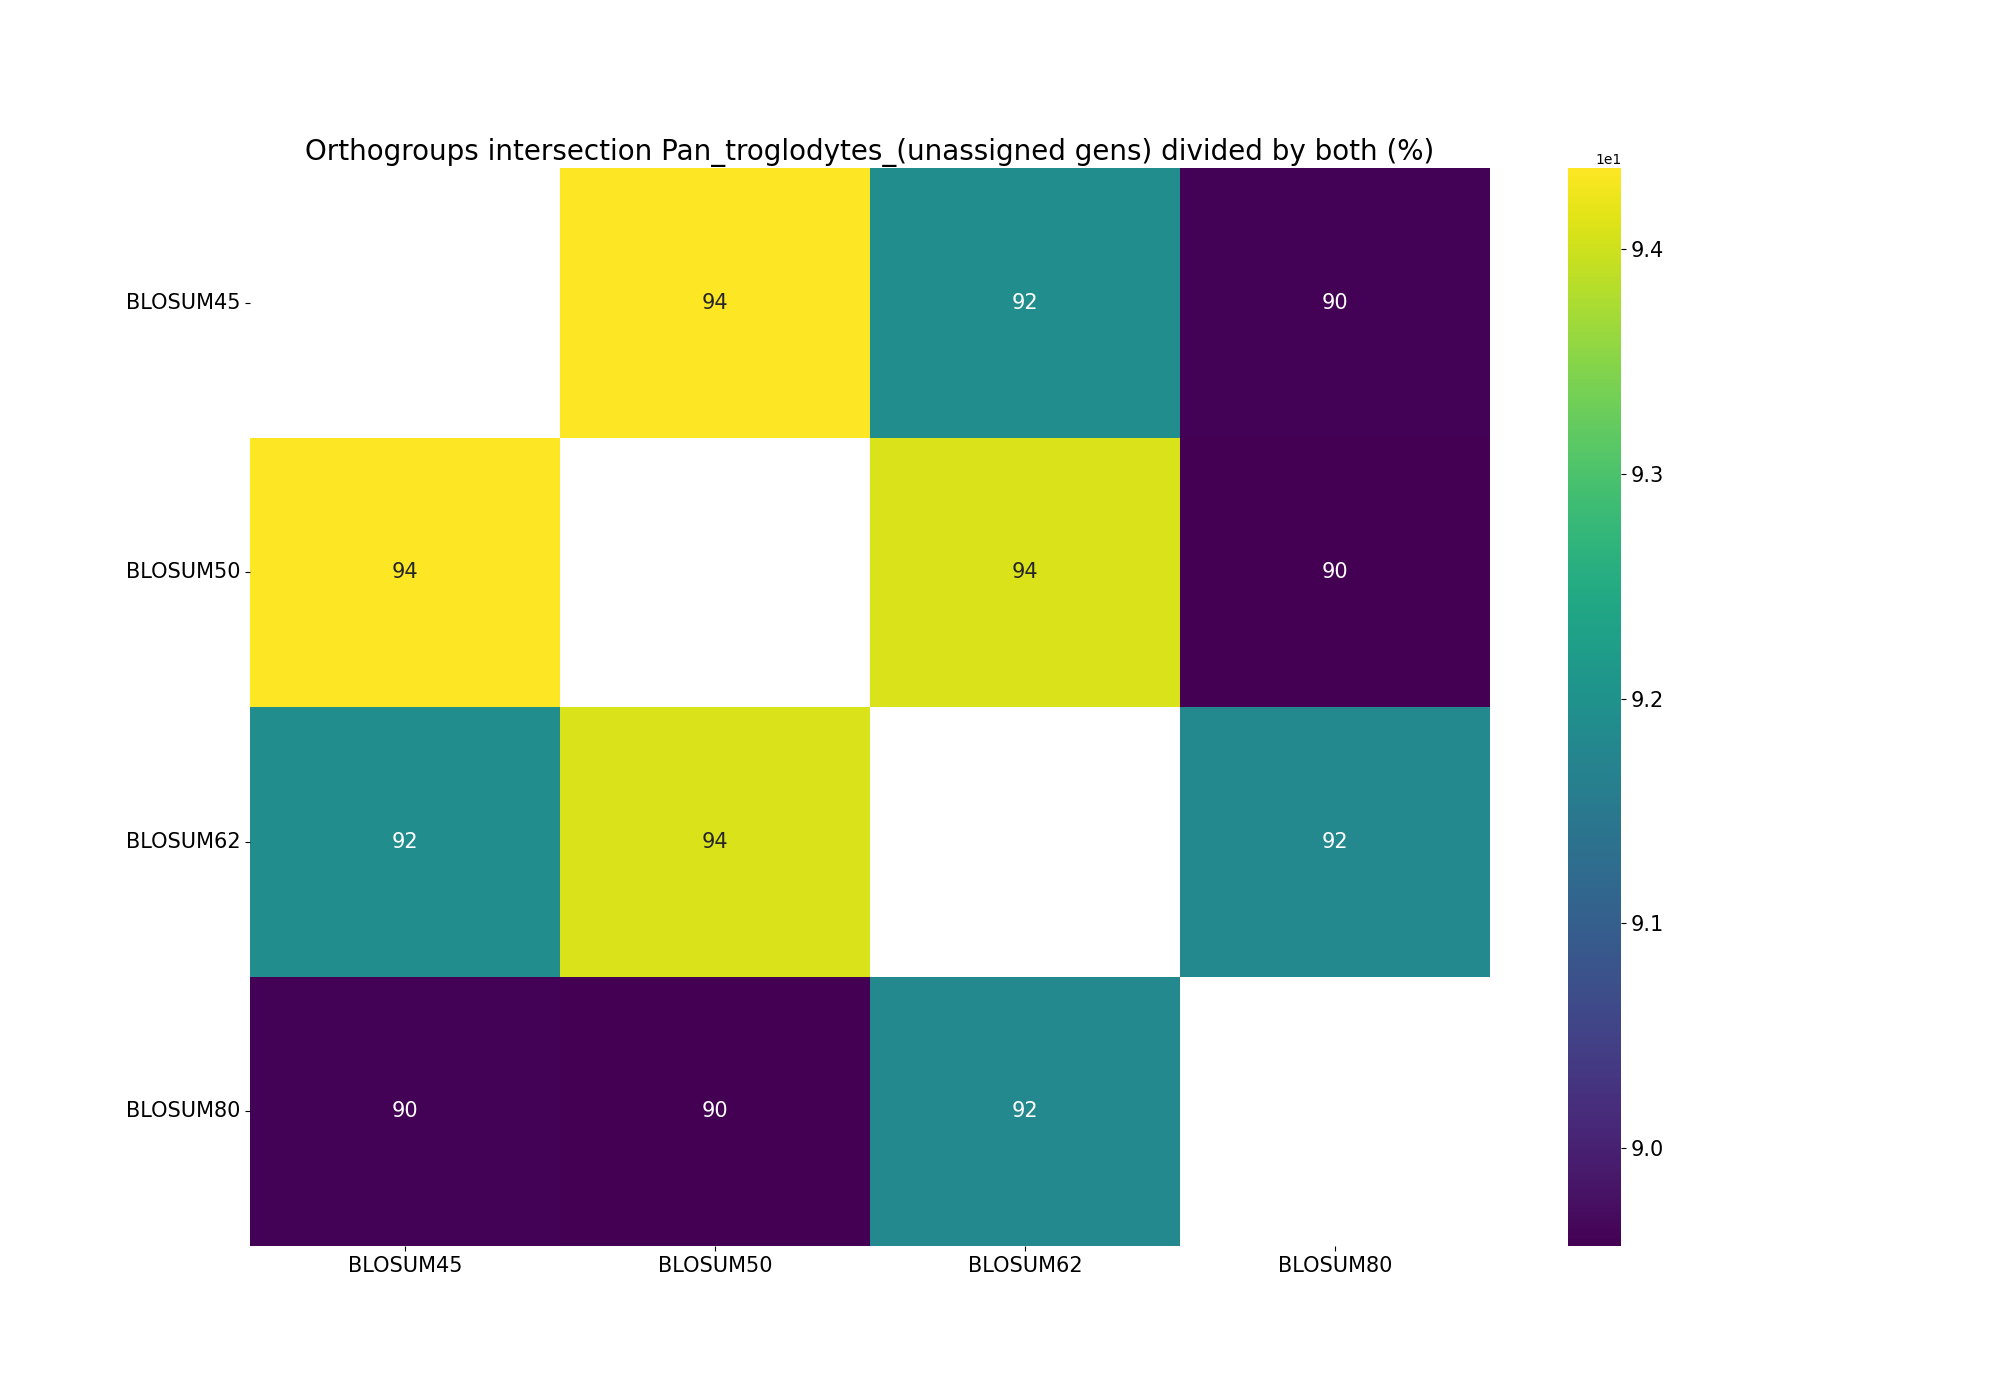 Orthogroups intersection Pan_troglodytes_(unassigned gens) divided by both (%)
1e1
9.4
9.3
9.2
9.1
9.0
BLOSUM45
94
92
90
BLOSUM50
94
94
90
BLOSUM62
92
94
92
BLOSUM80
90
90
92
BLOSUM45
BLOSUM50
BLOSUM62
BLOSUM80